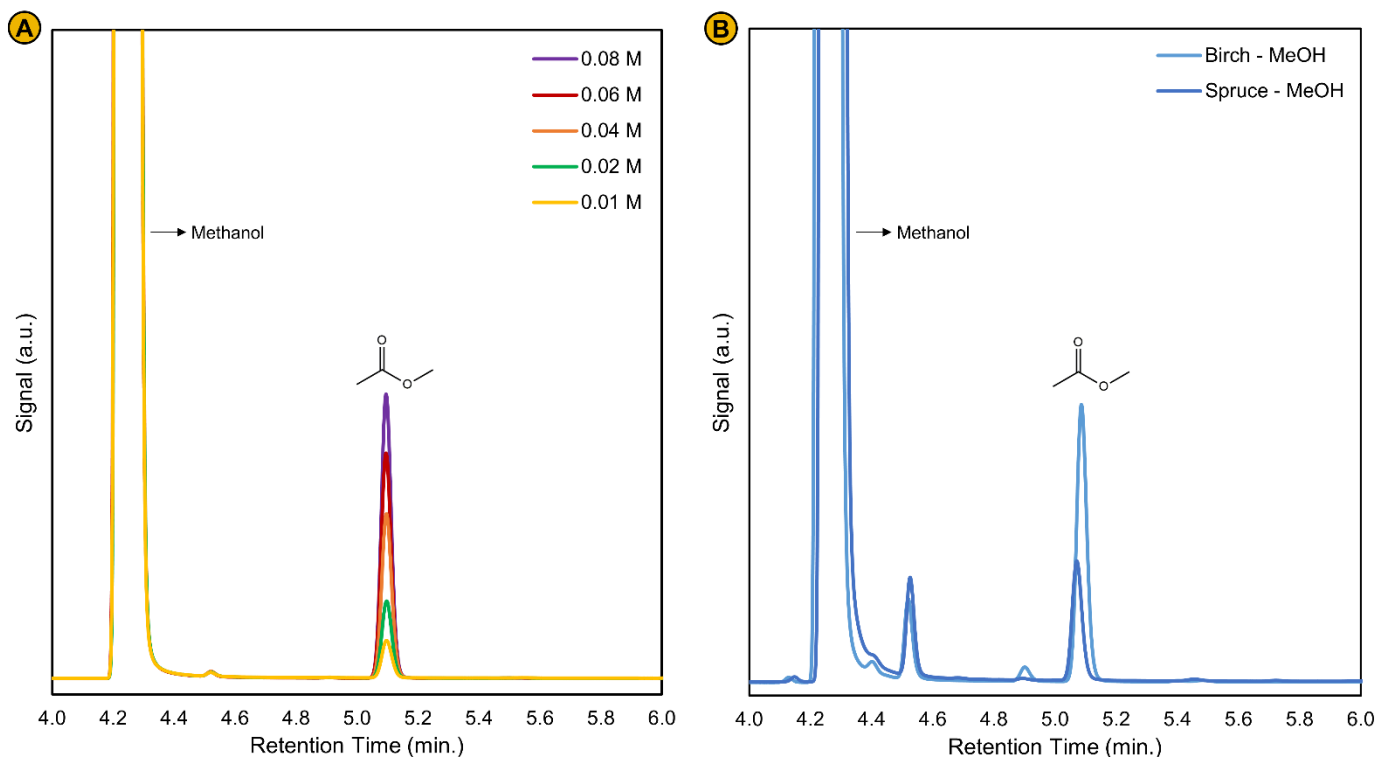 A
0.08 M
0.06 M
0.04 M
0.02 M
0.01 M
Methanol
O
O
Signal (a.u.)
4.0 4.2 4.4 4.6 4.8 5.0 5.2 5.4 5.6 5.8 6.0
Retention Time (min.)
B
Birch - MeOH
Spruce - MeOH
Methanol
O
O
Signal (a.u.)
4.0 4.2 4.4 4.6 4.8 5.0 5.2 5.4 5.6 5.8 6.0
Retention Time (min.)